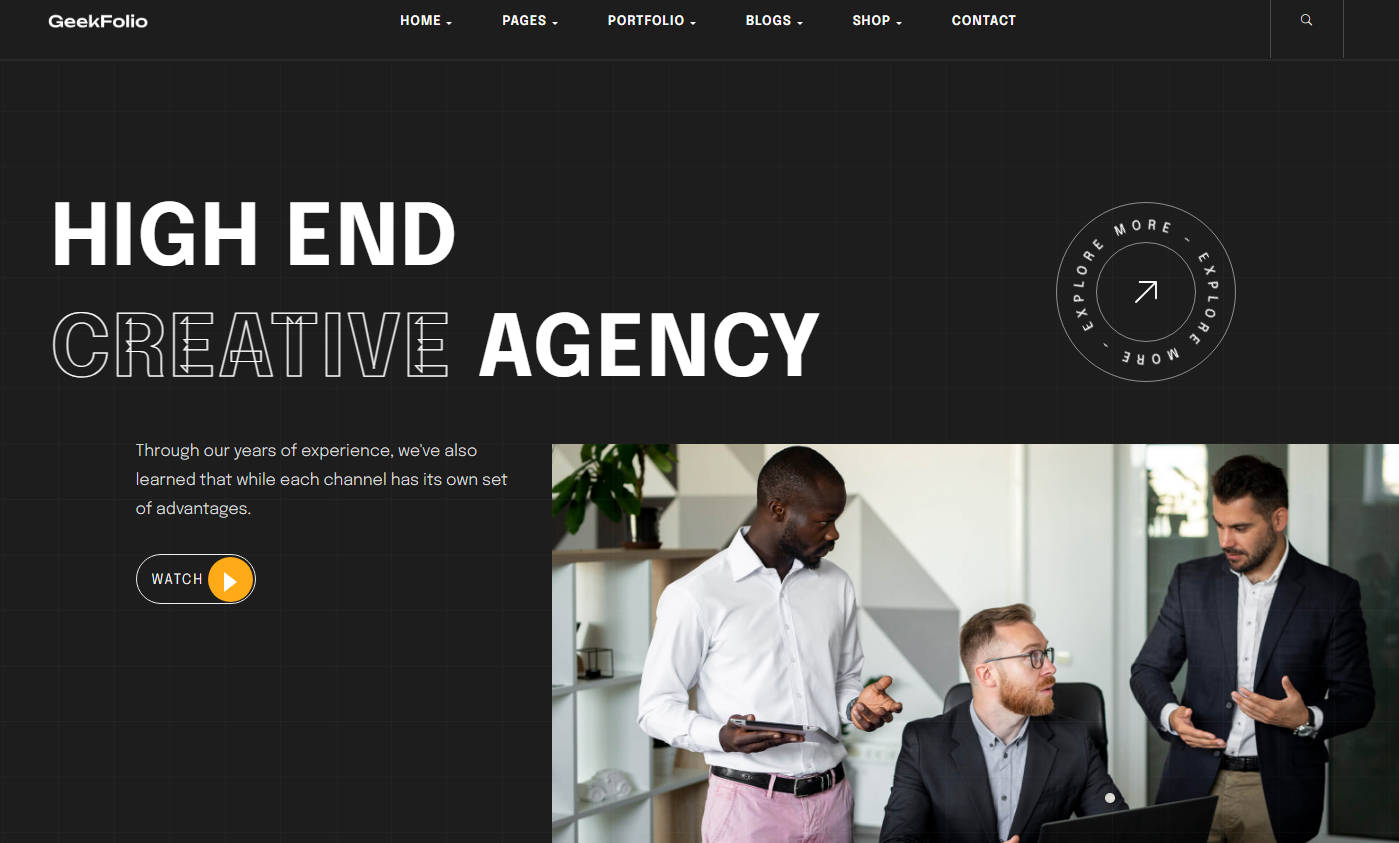 GeekFolio
HOME
PAGES
PORTFOLIO
BLOGS
SHOP
CONTACT
HIGH END
CREATIVE AGENCY
EXPLORE MORE - EXPLORE MORE -
Through our years of experience, we've also
learned that while each channel has its own set
of advantages.
WATCH